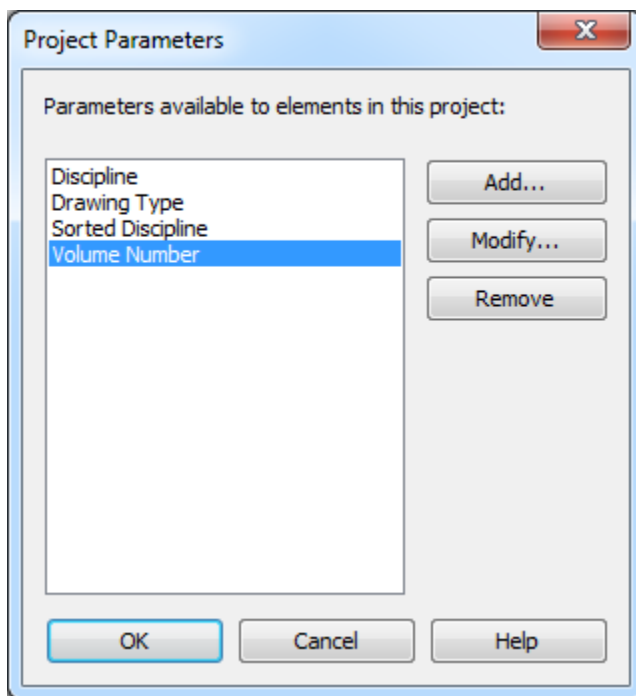 Project Parameters
Parameters available to elements in this project:
Discipline
Drawing Type
Sorted Discipline
Volume Number
Add...
Modify...
Remove
OK
Cancel
Help